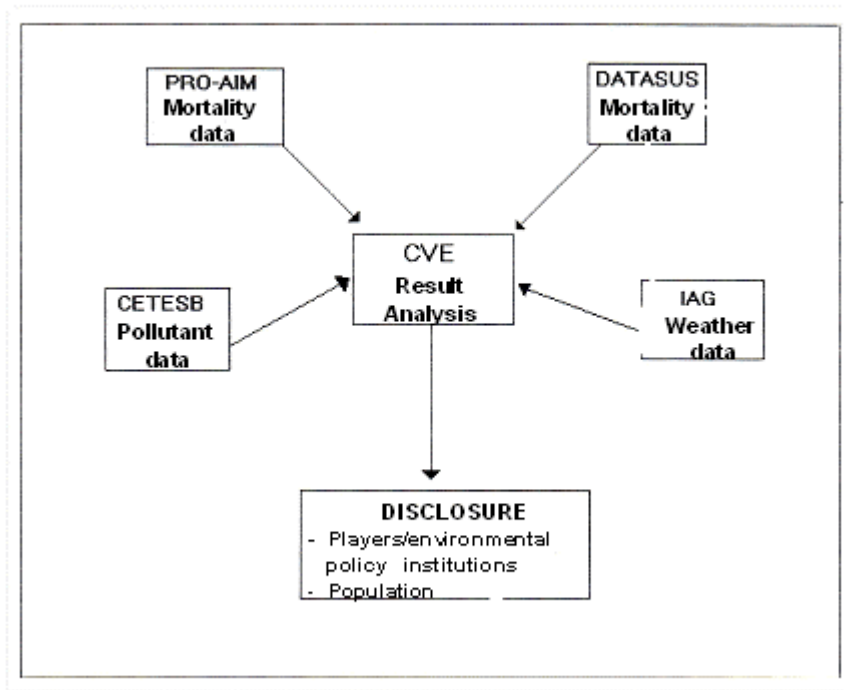 PRO-AIM
Mortality
data
DATASUS
Mortality
data
CVE
Result
Analysis
CETESB
Pollutant
data
IAG
Weather
data
DISCLOSURE
- Players/environmental
policy institutions
- Population